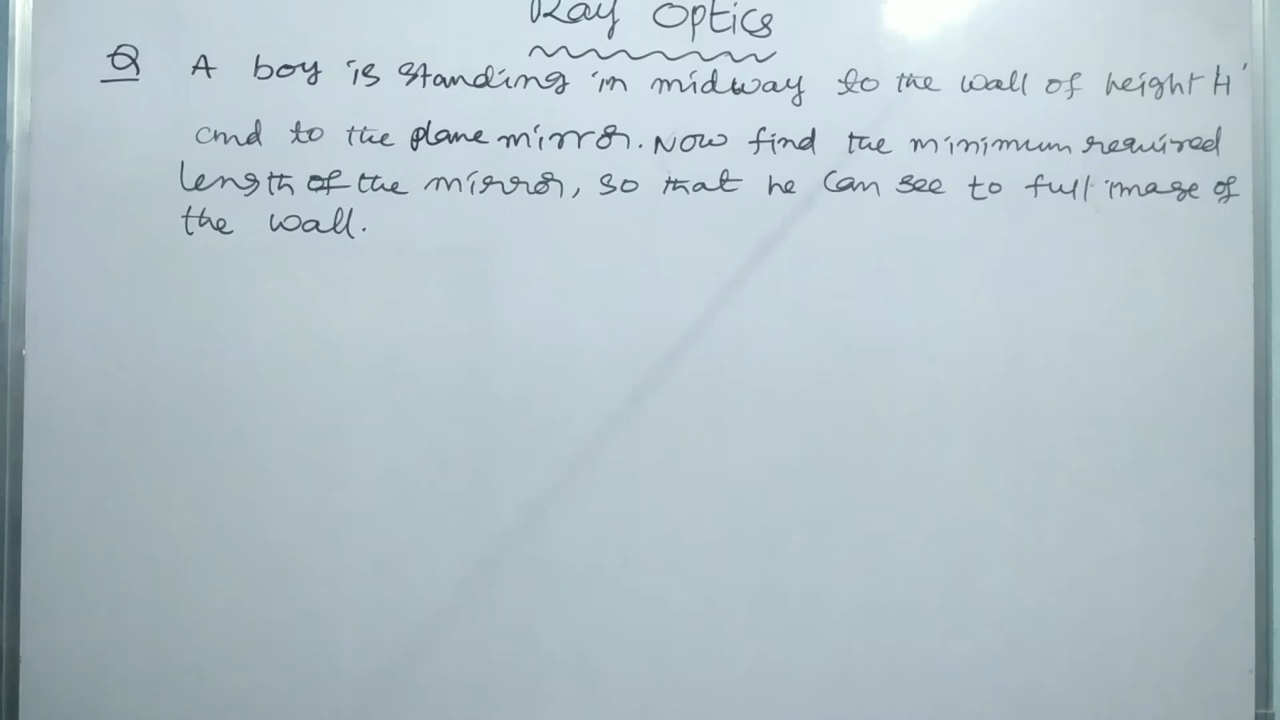 Ray Optics
Q A boy is standing in midway to the wall of height 'H'
and to the plane mirror. Now find the minimum required
length of the mirror, so that he can see to full image of
the wall.